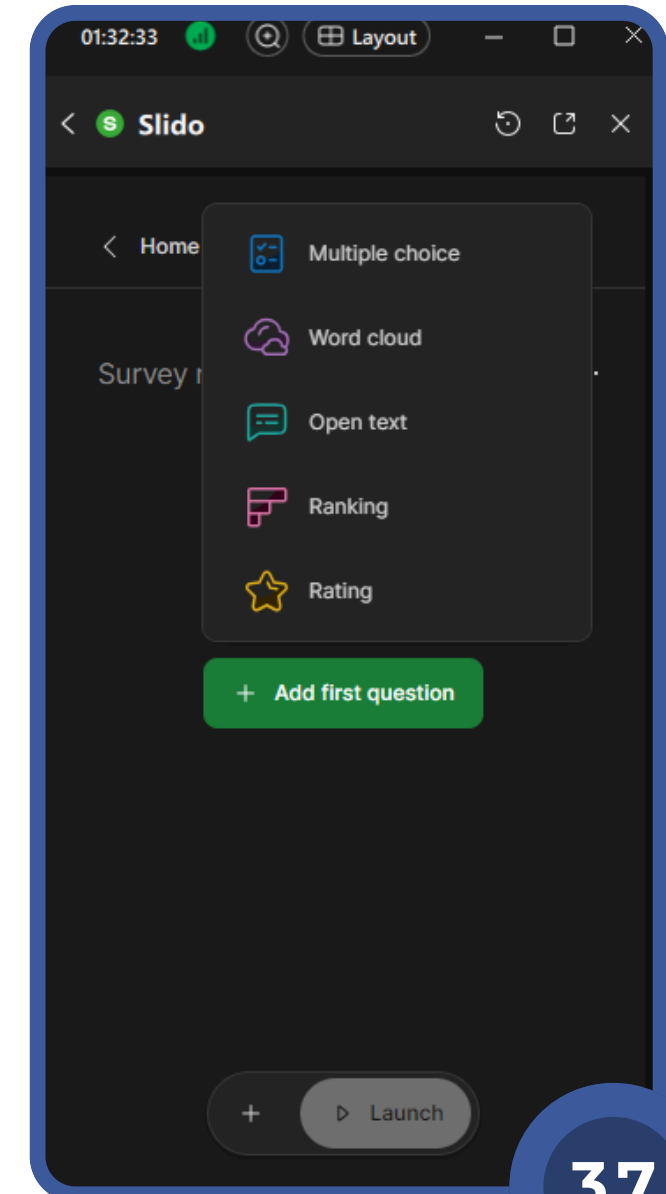 01:32:33 Layout
S Slido
Home
Multiple choice
Word cloud
Survey
Open text
Ranking
Rating
+ Add first question
+ Launch
37